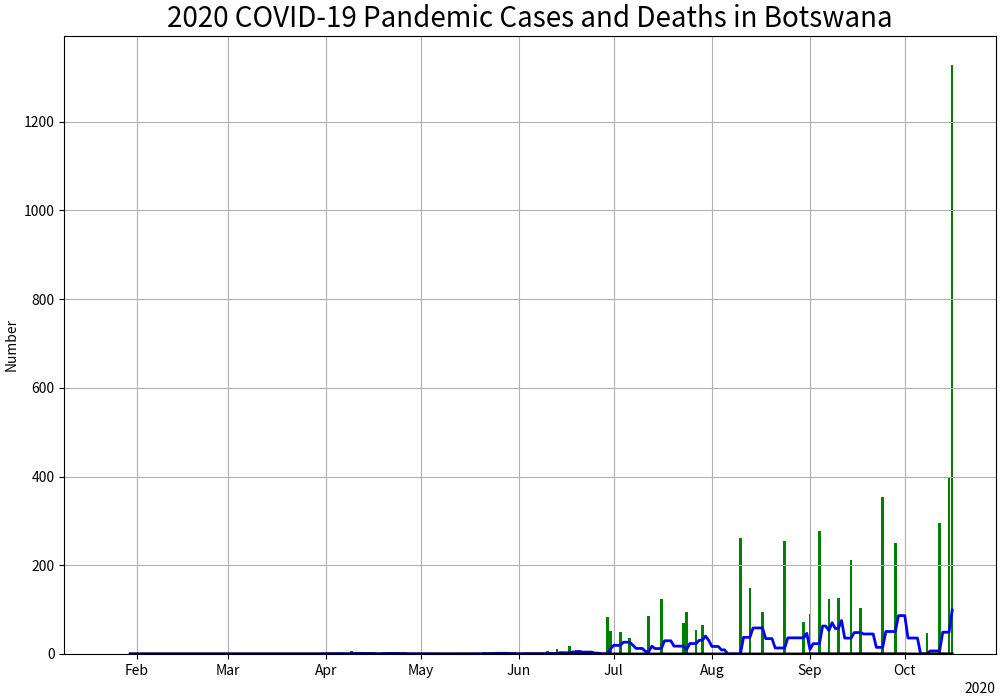 2020 COVID-19 Pandemic Cases and Deaths in Botswana
Number
1200
1000
800
600
400
200
0
Feb Mar Apr May Jun Jul Aug Sep Oct
2020